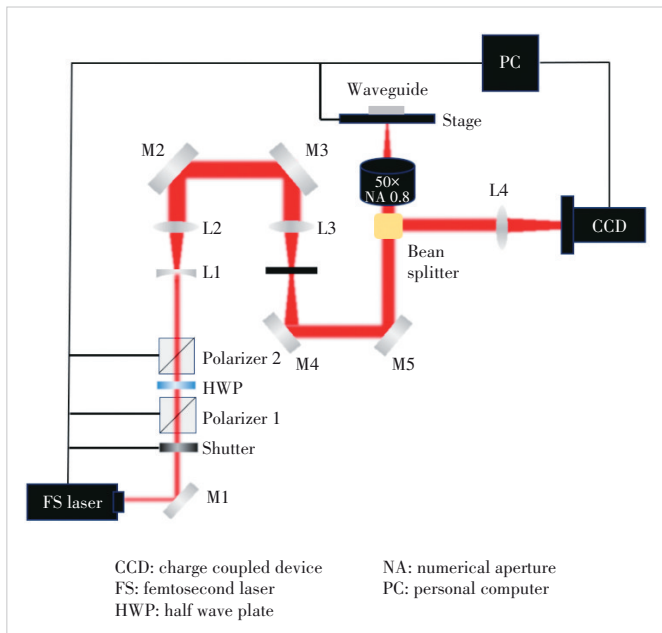 PC
Waveguide
Stage
M2
M3
50×
NA 0.8
L4
L2
L3
CCD
Bean
splitter
L1
M4
M5
Polarizer 2
HWP
Polarizer 1
Shutter
FS laser
M1
CCD: charge coupled device
FS: femtosecond laser
HWP: half wave plate
NA: numerical aperture
PC: personal computer